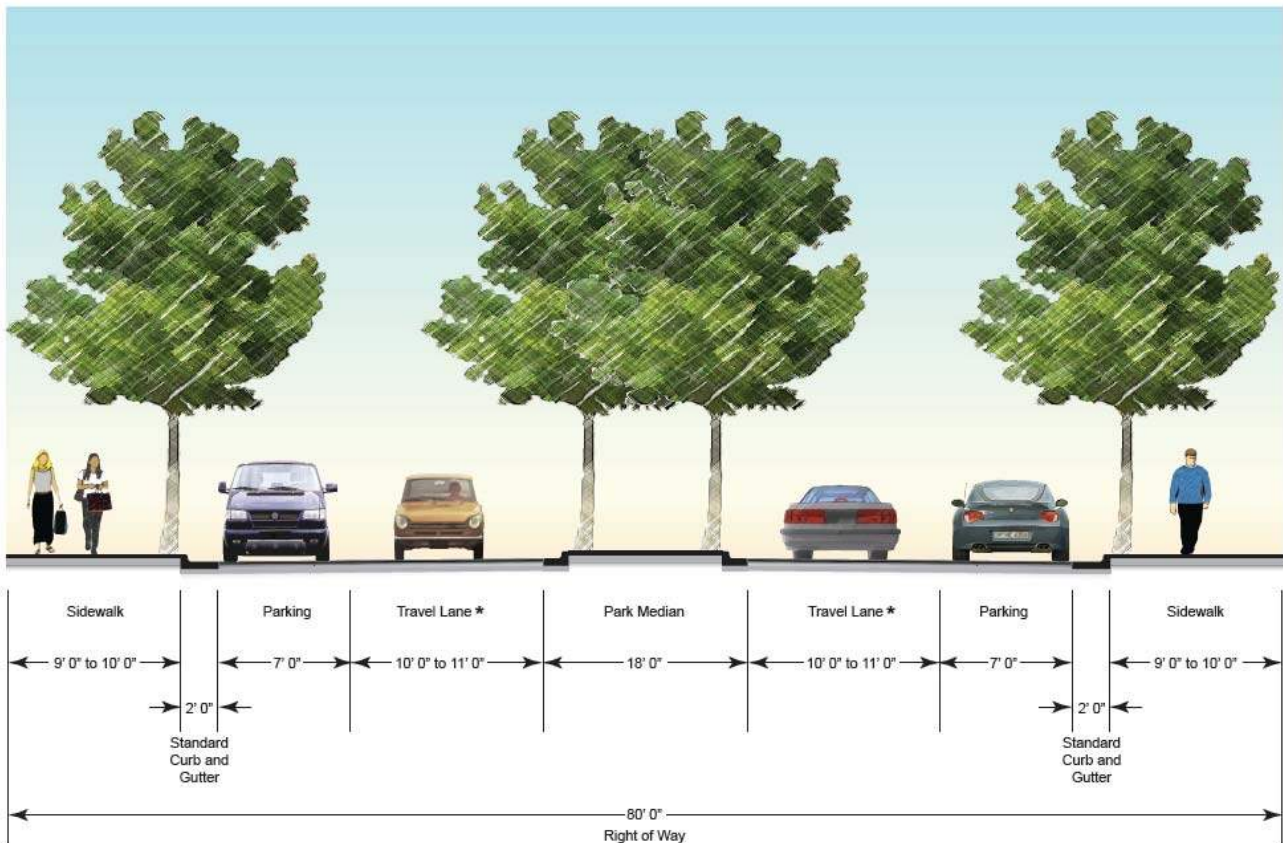 Sidewalk
Parking
Travel Lane *
Park Median
Travel Lane *
Parking
Sidewalk
9' 0" to 10' 0"
7' 0"
10' 0" to 11' 0"
18' 0"
10' 0" to 11' 0"
7' 0"
9' 0" to 10' 0"
2' 0"
2' 0"
Standard
Curb and
Gutter
Standard
Curb and
Gutter
80' 0"
Right of Way